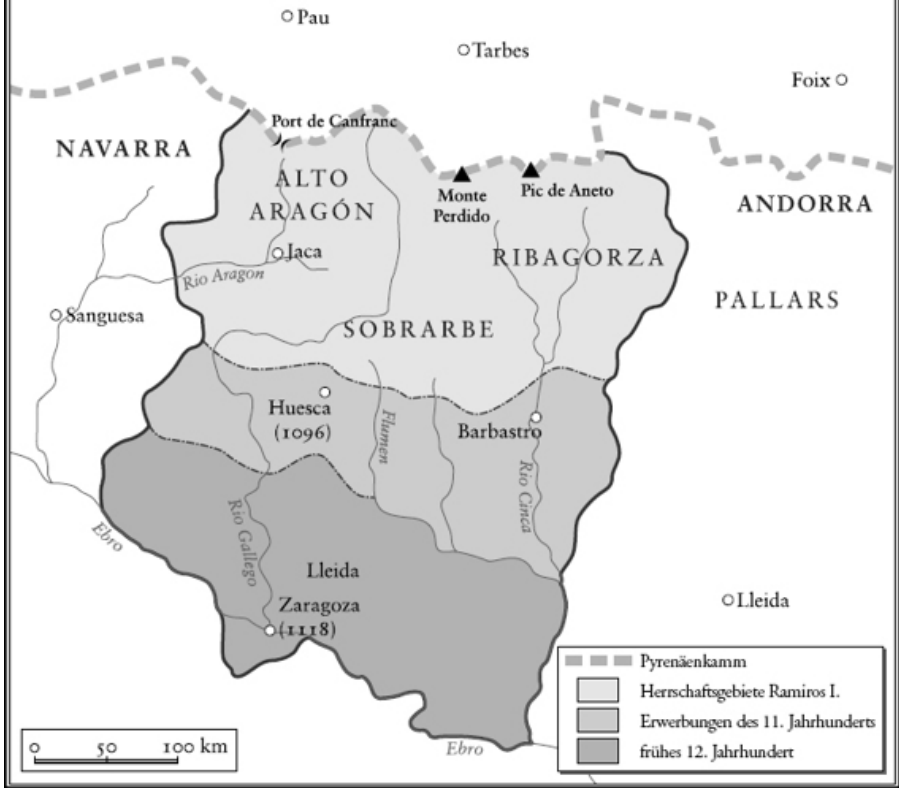 Pau
Tarbes
Foix
Port de Canfranc
NAVARRA
ALTO
ARAGÓN
Monte
Perdido
Pic de Aneto
ANDORRA
Jaca
RIBAGORZA
Rio Aragon
PALLARS
Sanguesa
SOBRARBE
Huesca
(1096)
Flumen
Barbastro
Rio Cinca
Rio Gallego
Ebro
Lleida
Zaragoza
(1118)
Lleida
Pyrenäenkamm
Herrschaftsgebiete Ramiros I.
Erwerbungen des 11. Jahrhunderts
frühes 12. Jahrhundert
0 50 100 km
Ebro